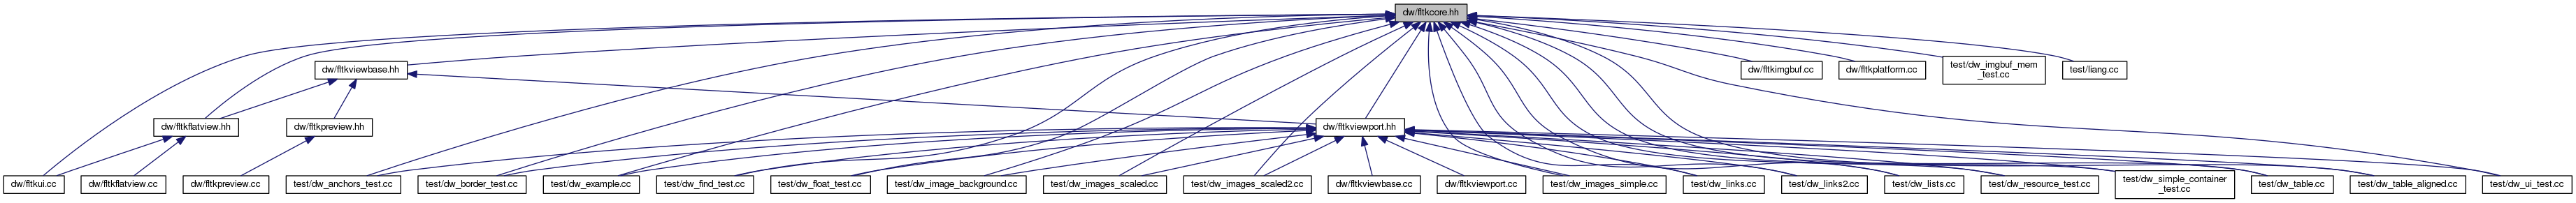 dw/fltkcore.hh
dw/fltkviewbase.hh
dw/fltkimgbuf.cc
dw/fltkplatform.cc
test/dw_imgbuf_mem
_test.cc
test/liang.cc
dw/fltkflatview.hh
dw/fltkpreview.hh
dw/fltkviewport.hh
dw/fltkui.cc
dw/fltkflatview.cc
dw/fltkpreview.cc
test/dw_anchors_test.cc
test/dw_border_test.cc
test/dw_example.cc
test/dw_find_test.cc
test/dw_float_test.cc
test/dw_image_background.cc
test/dw_images_scaled.cc
test/dw_images_scaled2.cc
dw/fltkviewbase.cc
dw/fltkviewport.cc
test/dw_images_simple.cc
test/dw_links.cc
test/dw_links2.cc
test/dw_lists.cc
test/dw_resource_test.cc
test/dw_simple_container
_test.cc
test/dw_table.cc
test/dw_table_aligned.cc
test/dw_ui_test.cc